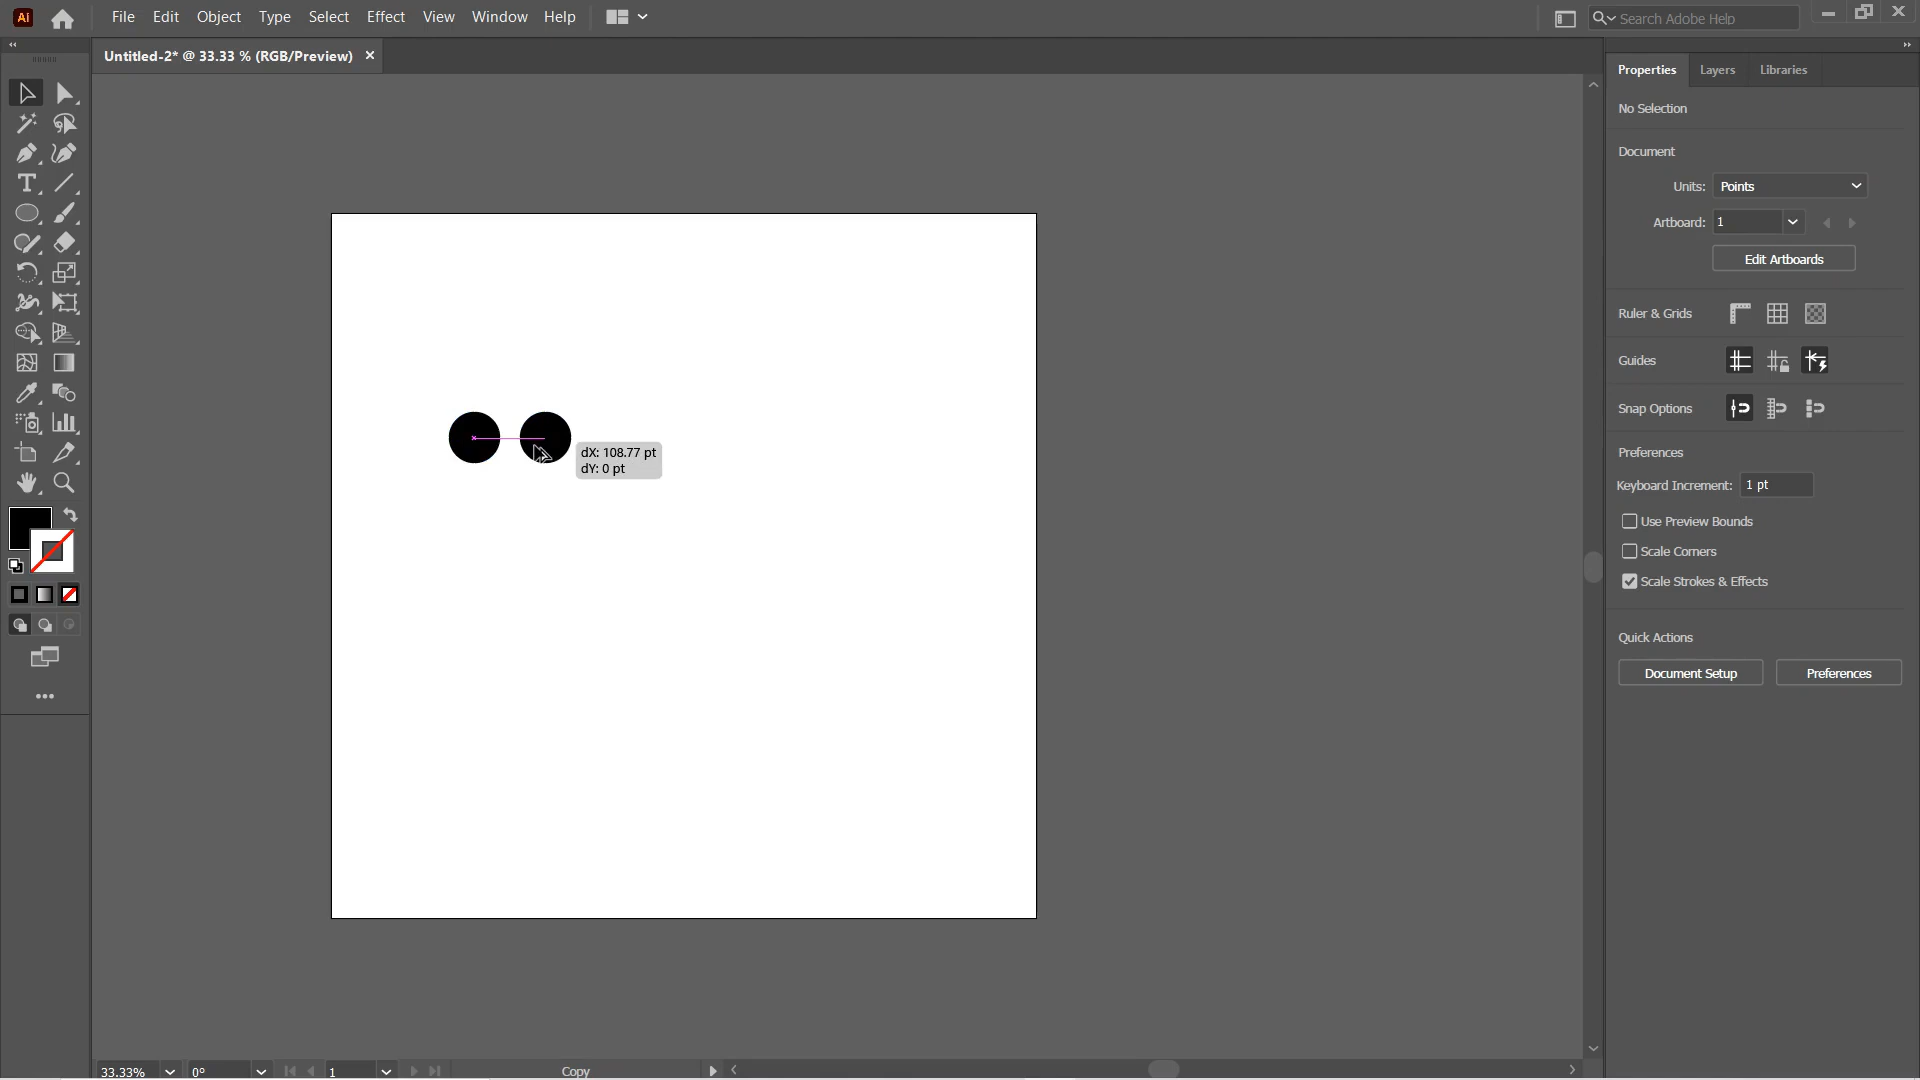 Ai
File Edit Object Type Select Effect View Window Help
Search Adobe Help
Untitled-2* @ 33.33 % (RGB/Preview)
Properties Layers Libraries
No Selection
Document
Units: Points
Artboard: 1
Edit Artboards
Ruler & Grids
Guides
Snap Options
dX: 108.77 pt
dY: 0 pt
Preferences
Keyboard Increment: 1 pt
Use Preview Bounds
Scale Corners
Scale Strokes & Effects
Quick Actions
Document Setup Preferences
33.33% 0° 1 Copy